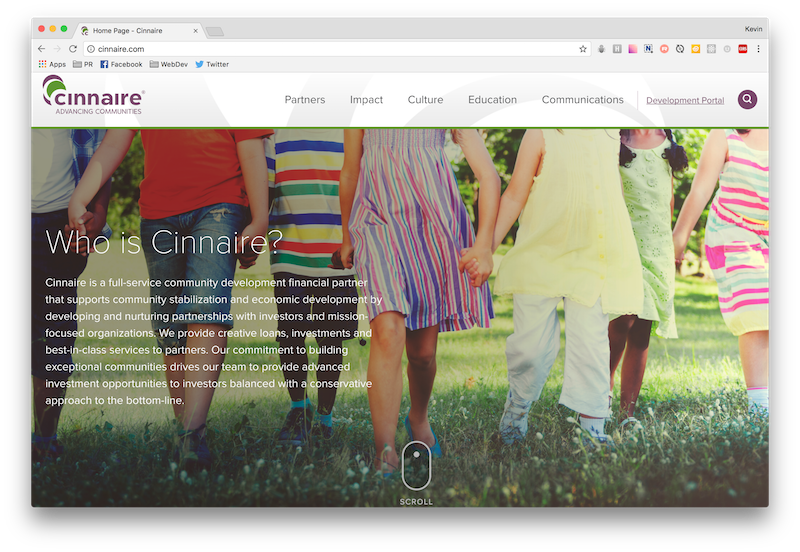 Home Page - Cinnaire
Kevin
cinnaire.com
Apps PR Facebook WebDev Twitter
cinnaire®
ADVANCING COMMUNITIES
Partners Impact Culture Education Communications Development Portal
Who is Cinnaire?
Cinnaire is a full-service community development financial partner
that supports community stabilization and economic development by
developing and nurturing partnerships with investors and mission-
focused organizations. We provide creative loans, investments and
best-in-class services to partners. Our commitment to building
exceptional communities drives our team to provide advanced
investment opportunities to investors balanced with a conservative
approach to the bottom-line.
SCROLL